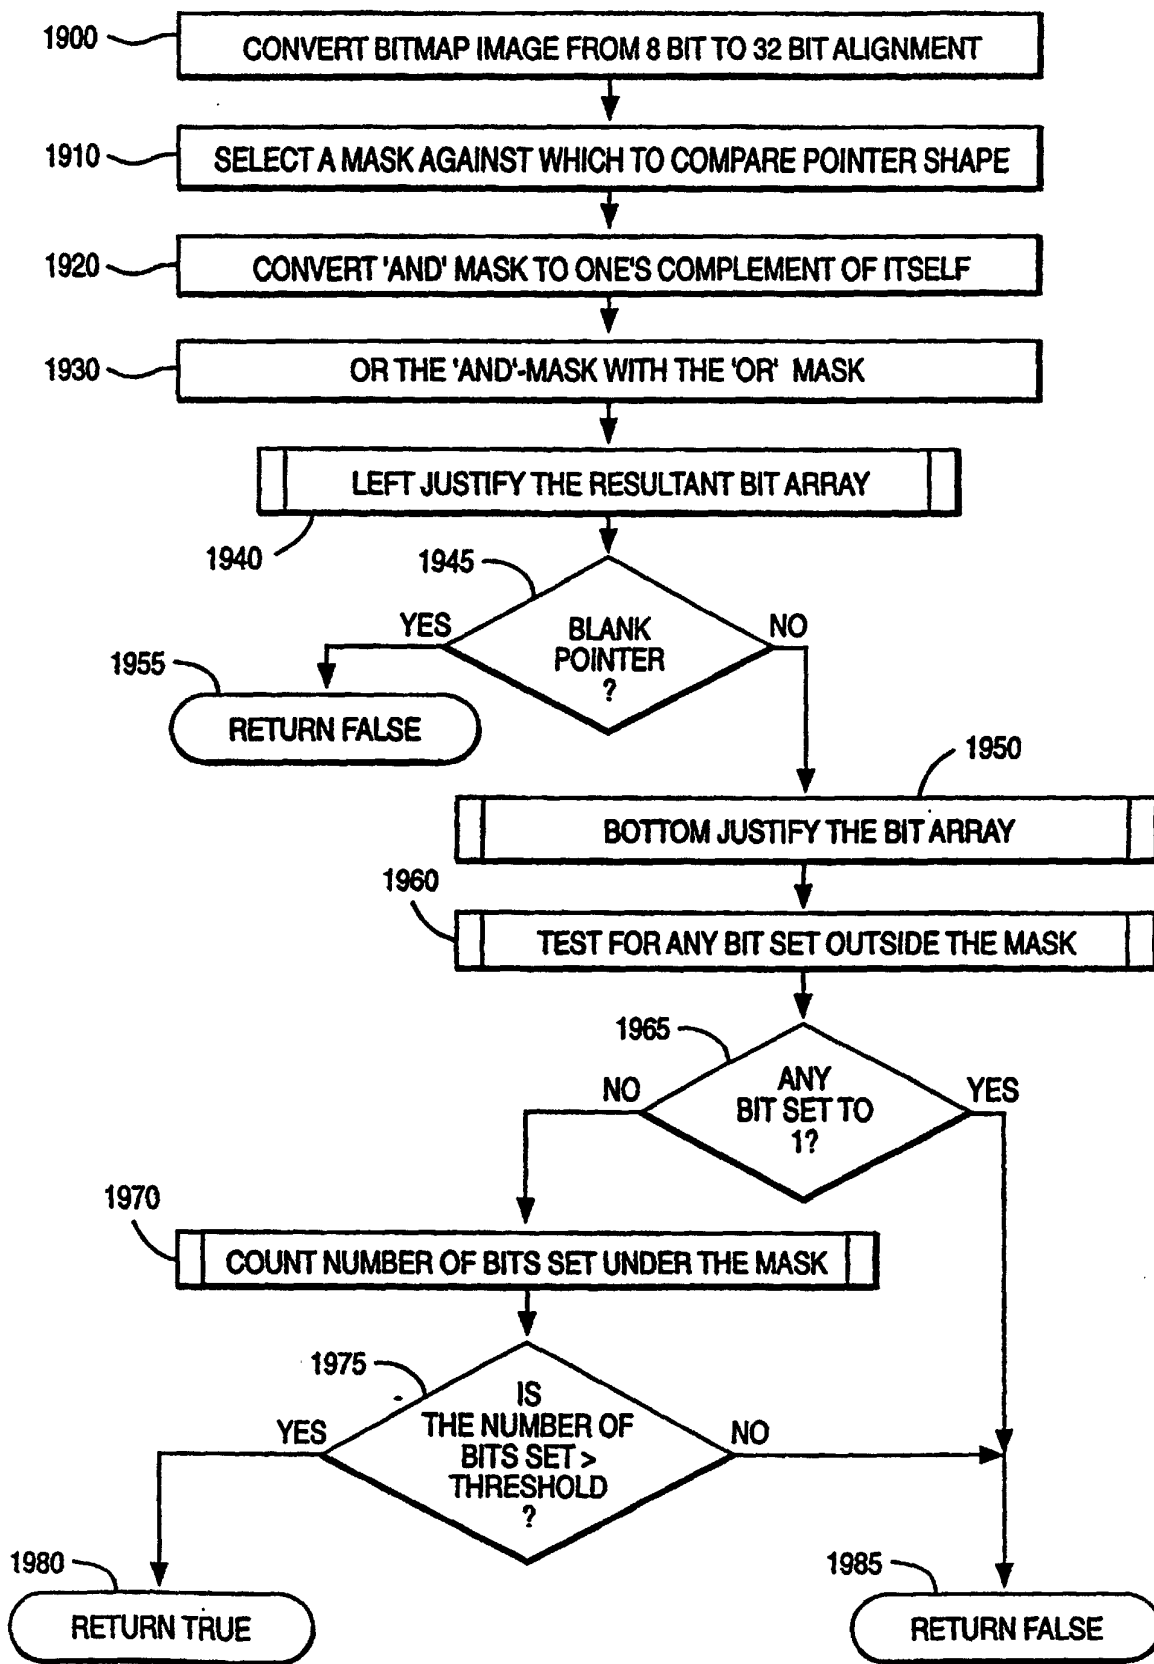 1900
CONVERT BITMAP IMAGE FROM 8 BIT TO 32 BIT ALIGNMENT
1910
SELECT A MASK AGAINST WHICH TO COMPARE POINTER SHAPE
1920
CONVERT 'AND' MASK TO ONE'S COMPLEMENT OF ITSELF
1930
OR THE 'AND'-MASK WITH THE 'OR' MASK
LEFT JUSTIFY THE RESULTANT BIT ARRAY
1940
1945
YES
BLANK
POINTER
?
NO
1955
RETURN FALSE
1950
BOTTOM JUSTIFY THE BIT ARRAY
1960
TEST FOR ANY BIT SET OUTSIDE THE MASK
1965
NO
ANY
BIT SET TO
1?
YES
1970
COUNT NUMBER OF BITS SET UNDER THE MASK
1975
YES
IS
THE NUMBER OF
BITS SET >
THRESHOLD
?
NO
1980
RETURN TRUE
1985
RETURN FALSE